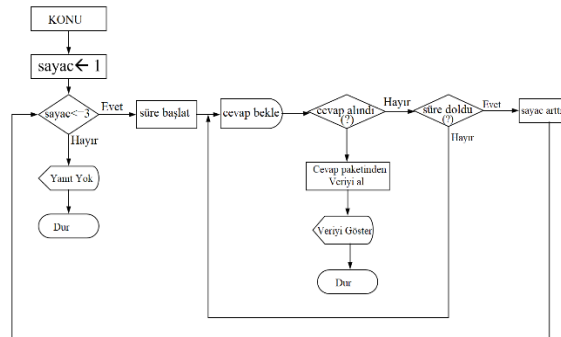 KONU
sayac← 1
sayac<=3
Evet
Hayır
süre başlat
cevap bekle
cevap alındı
(?)
Hayır
süre doldu
(?)
Evet
Hayır
sayac arttı
Yanıt Yok
Dur
Cevap paketinden
Veriyi al
Veriyi Göster
Dur